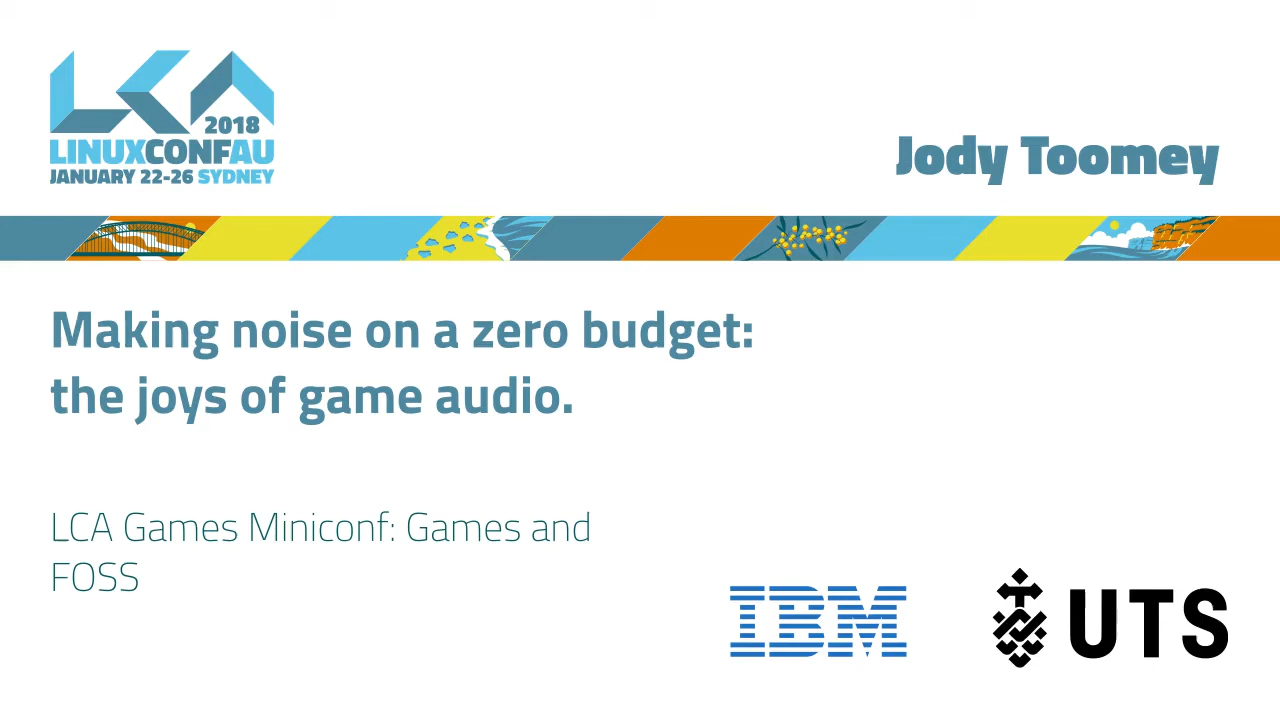 LCA
2018
LINUXCONFAU
JANUARY 22-26 SYDNEY
Jody Toomey
Making noise on a zero budget:
the joys of game audio.
LCA Games Miniconf: Games and
FOSS
IBM
UTS